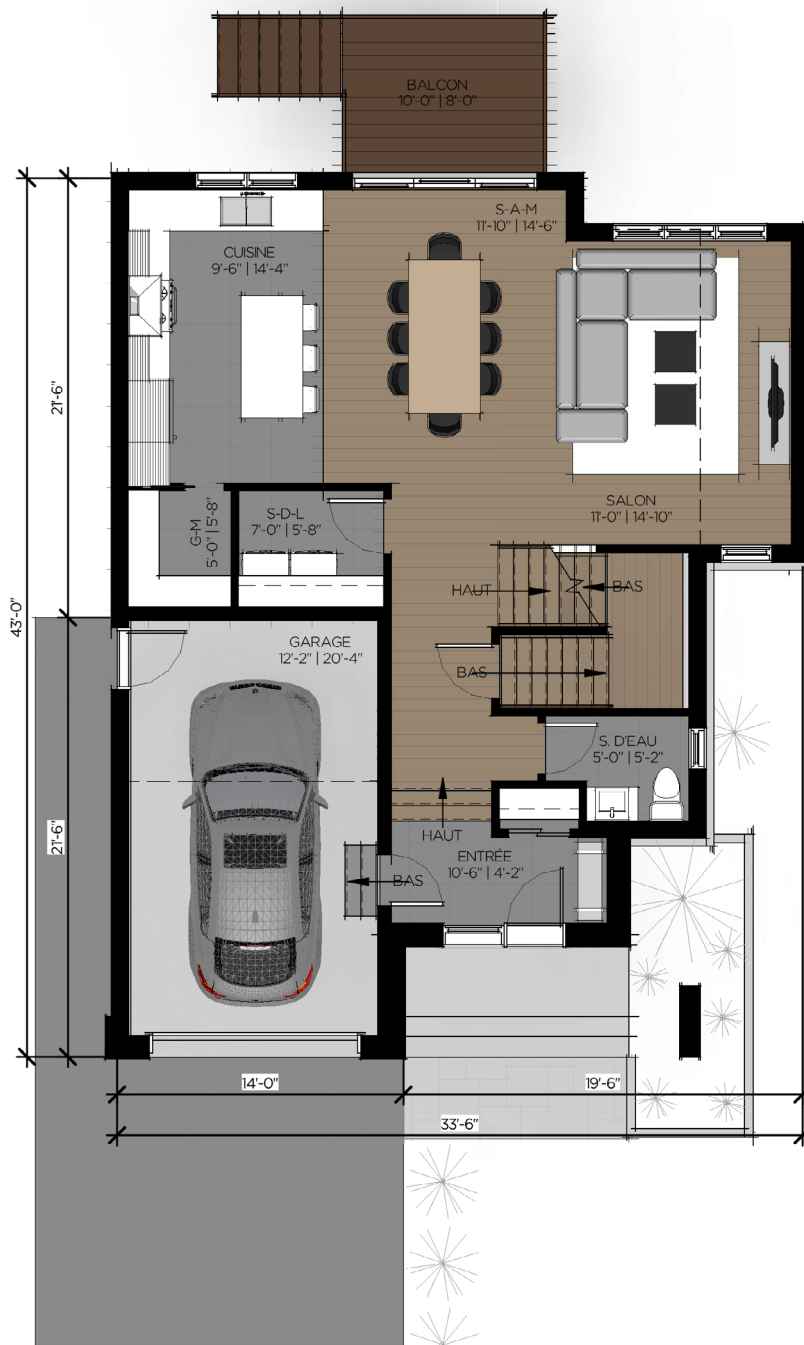 BALCON
10'-0" | 8'-0"
S-A-M
11'-10" | 14'-6"
CUISINE
9'-6" | 14'-4"
21'-6"
SALON
11'-0" | 14'-10"
G-M
5'-0" | 5'-8"
S-D-L
7'-0" | 5'-8"
HAUT
BAS
43'-0"
GARAGE
12'-2" | 20'-4"
BAS
S. D'EAU
5'-0" | 5'-2"
21'-6"
HAUT
ENTRÉE
10'-6" | 4'-2"
BAS
14'-0"
19'-6"
33'-6"